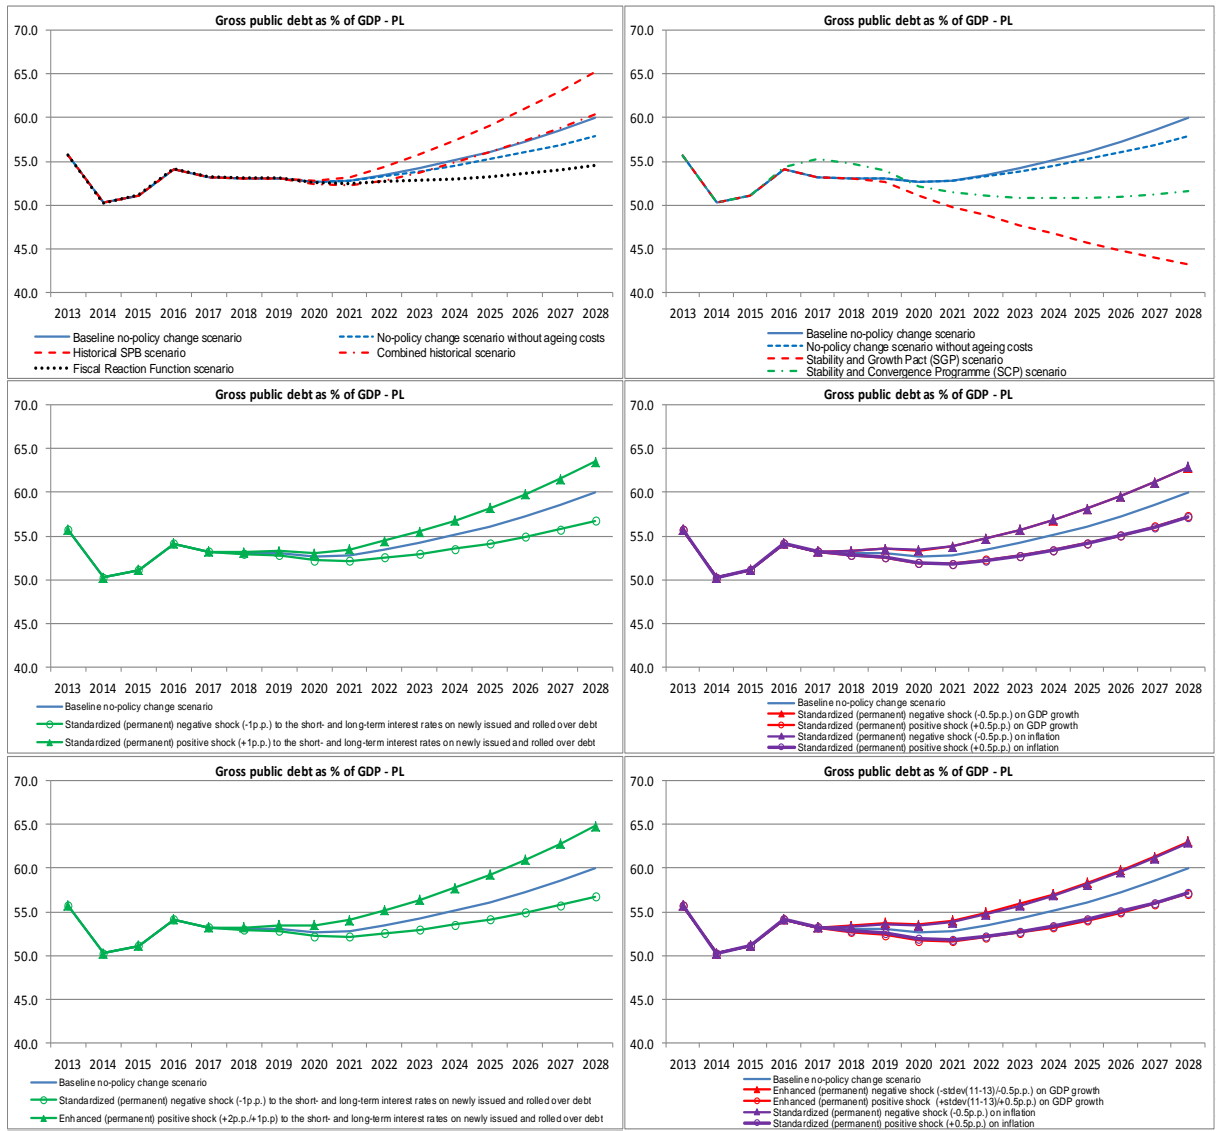 Gross public debt as % of GDP - PL
70.0
65.0
60.0
55.0
50.0
45.0
40.0
2013 2014 2015 2016 2017 2018 2019 2020 2021 2022 2023 2024 2025 2026 2027 2028
Baseline no-policy change scenario
No-policy change scenario without ageing costs
Historical SPB scenario
Combined historical scenario
Fiscal Reaction Function scenario
Gross public debt as % of GDP - PL
70.0
65.0
60.0
55.0
50.0
45.0
40.0
2013 2014 2015 2016 2017 2018 2019 2020 2021 2022 2023 2024 2025 2026 2027 2028
Baseline no-policy change scenario
No-policy change scenario without ageing costs
Stability and Growth Pact (SGP) scenario
Stability and Convergence Programme (SCP) scenario
Gross public debt as % of GDP - PL
70.0
65.0
60.0
55.0
50.0
45.0
40.0
2013 2014 2015 2016 2017 2018 2019 2020 2021 2022 2023 2024 2025 2026 2027 2028
Baseline no-policy change scenario
Standardized (permanent) negative shock (-1p.p.) to the short- and long-term interest rates on newly issued and rolled over debt
Standardized (permanent) positive shock (+1p.p.) to the short- and long-term interest rates on newly issued and rolled over debt
Gross public debt as % of GDP - PL
70.0
65.0
60.0
55.0
50.0
45.0
40.0
2013 2014 2015 2016 2017 2018 2019 2020 2021 2022 2023 2024 2025 2026 2027 2028
Baseline no-policy change scenario
Standardized (permanent) negative shock (-0.5p.p.) on GDP growth
Standardized (permanent) positive shock (+0.5p.p.) on GDP growth
Standardized (permanent) negative shock (-0.5p.p.) on inflation
Standardized (permanent) positive shock (+0.5p.p.) on inflation
Gross public debt as % of GDP - PL
70.0
65.0
60.0
55.0
50.0
45.0
40.0
2013 2014 2015 2016 2017 2018 2019 2020 2021 2022 2023 2024 2025 2026 2027 2028
Baseline no-policy change scenario
Standardized (permanent) negative shock (-1p.p.) to the short- and long-term interest rates on newly issued and rolled over debt
Enhanced (permanent) positive shock (+2p.p./+1p.p) to the short- and long-term interest rates on newly issued and rolled over debt
Gross public debt as % of GDP - PL
70.0
65.0
60.0
55.0
50.0
45.0
40.0
2013 2014 2015 2016 2017 2018 2019 2020 2021 2022 2023 2024 2025 2026 2027 2028
Baseline no-policy change scenario
Enhanced (permanent) negative shock (-stdev(11-13)/-0.5p.p.) on GDP growth
Enhanced (permanent) positive shock (+stdev(11-13)/+0.5p.p.) on GDP growth
Standardized (permanent) negative shock (-0.5p.p.) on inflation
Standardized (permanent) positive shock (+0.5p.p.) on inflation